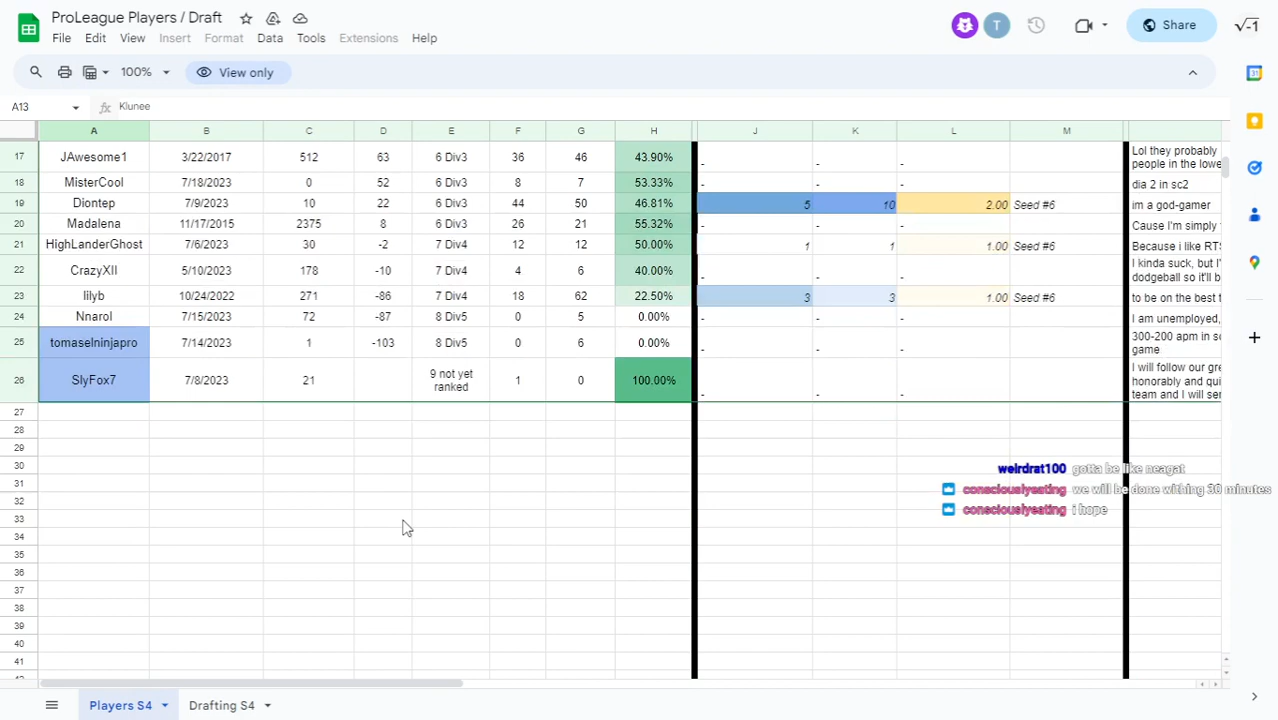 ProLeague Players / Draft
File Edit View Insert Format Data Tools Extensions Help
T Share √-1
100% View only
A13 fx Klunee
A B C D E F G H J K L M
17 JAwesome1 3/22/2017 512 63 6 Div3 36 46 43.90% - - - Lol they probably
people in the lowe
18 MisterCool 7/18/2023 0 52 6 Div3 8 7 53.33% - - - dia 2 in sc2
19 Diontep 7/9/2023 10 22 6 Div3 44 50 46.81% 5 10 2.00 Seed #6 im a god-gamer
20 Madalena 11/17/2015 2375 8 6 Div3 26 21 55.32% - - - Cause I'm simply
21 HighLanderGhost 7/6/2023 30 -2 7 Div4 12 12 50.00% 1 1 1.00 Seed #6 Because i like RTS
22 CrazyXII 5/10/2023 178 -10 7 Div4 4 6 40.00% - - - I kinda suck, but I'
dodgeball so it'll b
23 lilyb 10/24/2022 271 -86 7 Div4 18 62 22.50% 3 3 1.00 Seed #6 to be on the best t
24 Nnarol 7/15/2023 72 -87 8 Div5 0 5 0.00% - - - I am unemployed,
25 tomaselninjapro 7/14/2023 1 -103 8 Div5 0 6 0.00% - - - 300-200 apm in sc
game
26 SlyFox7 7/8/2023 21 9 not yet
ranked 1 0 100.00% - - - I will follow our gre
honorably and qui
team and I will ser
27
28
29
30
weirdrat100 gotta be like neagat
31
consciouslyeating we will be done withing 30 minutes
32
consciouslyeating i hope
33
34
35
36
37
38
39
40
41
Players S4 Drafting S4